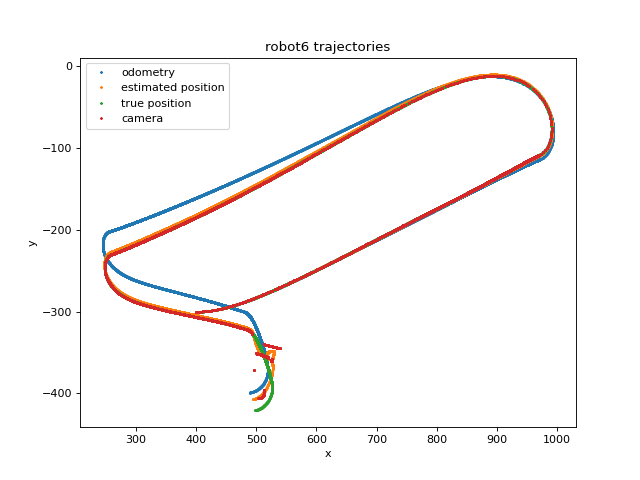 robot6 trajectories
odometry
estimated position
true position
camera
0
−100
−200
−300
−400
y
300 400 500 600 700 800 900 1000
x